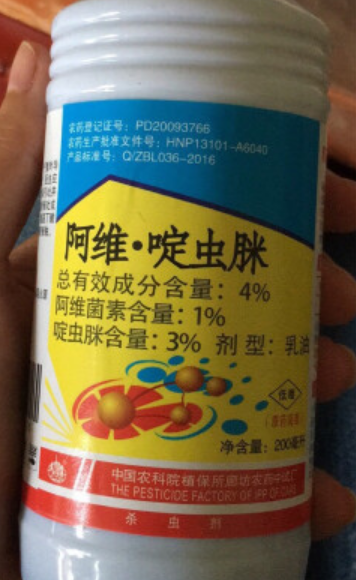 农药登记证号：PD20093766
农药生产批准文件号：HNP13101-A6040
产品标准号：Q/ZBL036-2016
阿维·啶虫脒
总有效成分含量：4%
阿维菌素含量：1%
啶虫脒含量：3% 剂型：乳油
低毒
（原药高毒）
净含量：200毫升
中国农科院植保所廊坊农药中试厂
THE PESTICIDE FACTORY OF IPP OF CAAS
杀虫剂